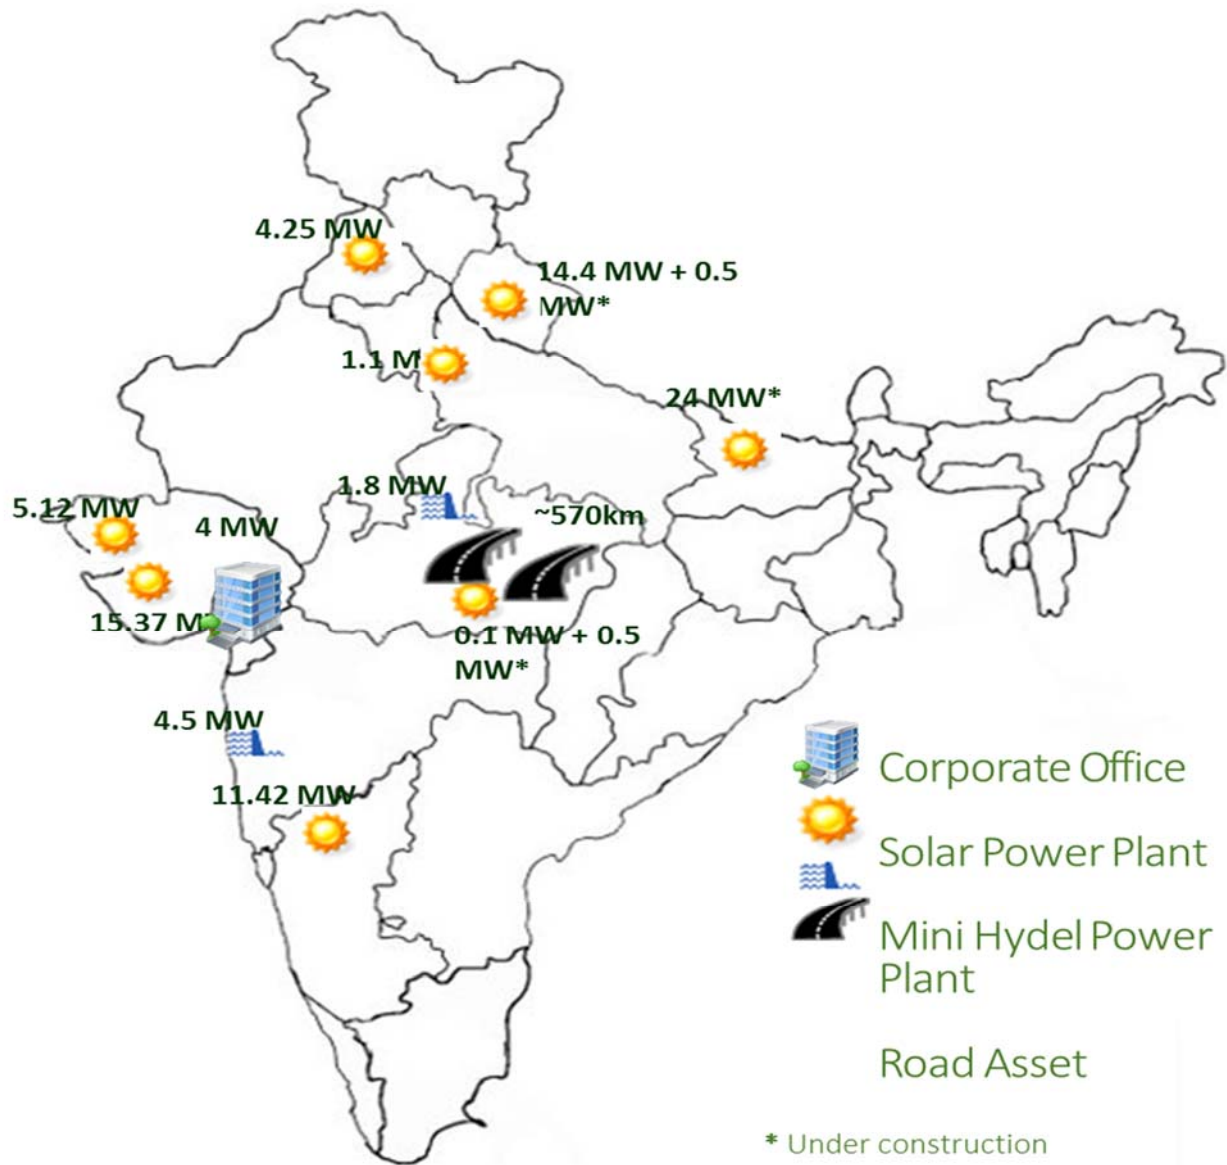 4.25 MW
14.4 MW + 0.5
MW*
1.1 M
24 MW*
1.8 MW
5.12 MW
4 MW
~570km
15.37 M
0.1 MW + 0.5
MW*
4.5 MW
11.42 MW
Corporate Office
Solar Power Plant
Mini Hydel Power
Plant
Road Asset
* Under construction